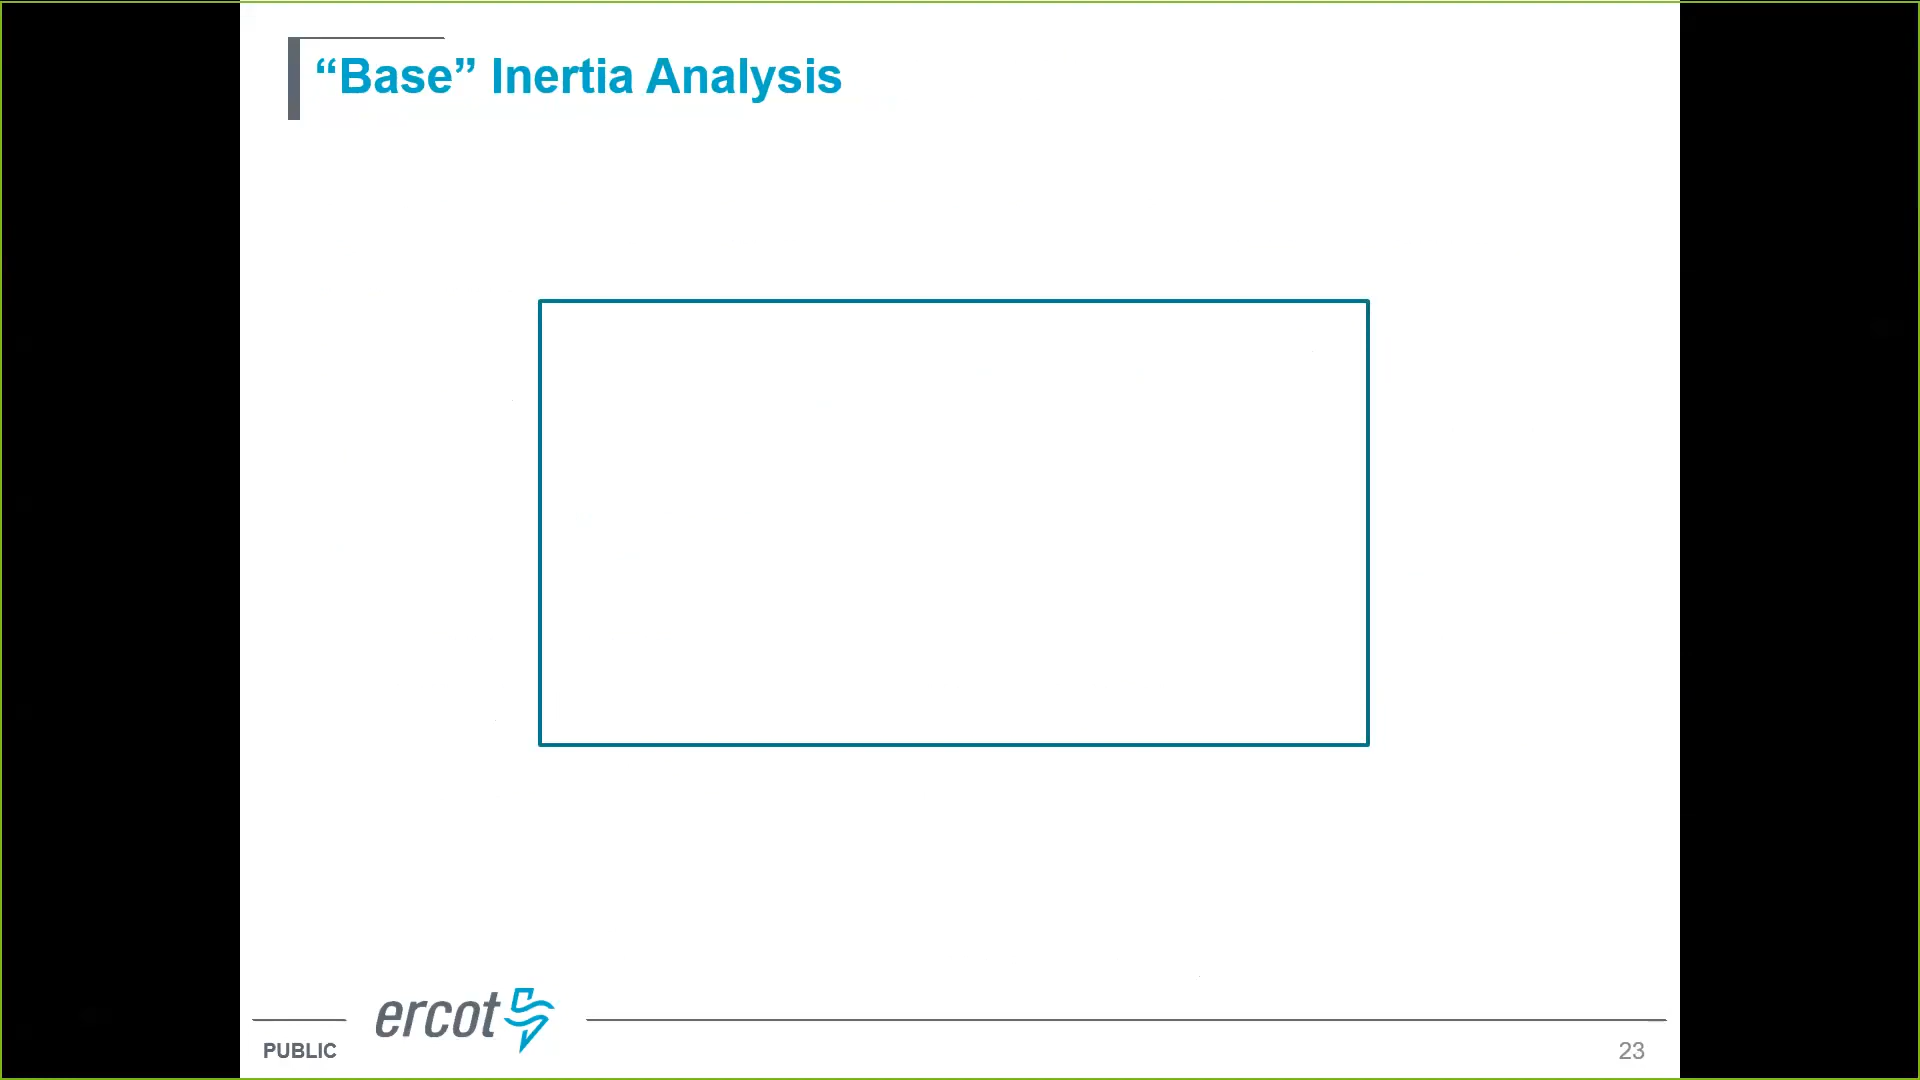 “Base” Inertia Analysis
ercot
PUBLIC
23